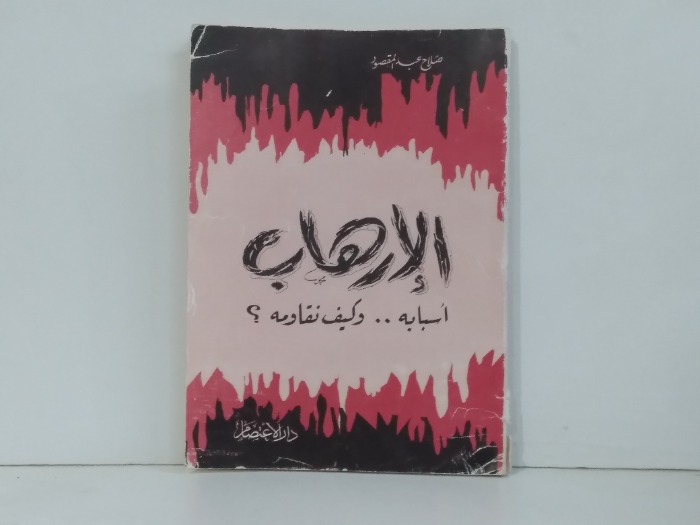 صلاح عبد المقصود
الإرهاب
أسبابه .. وكيف نقاومه ؟
دار الاعتصام